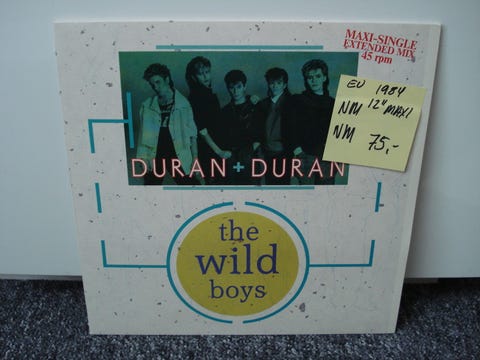 MAXI-SINGLE
EXTENDED MIX
45 rpm
EU 1984
NM 12" MAXI
NM 75,-
DURAN + DURAN
the
wild
boys